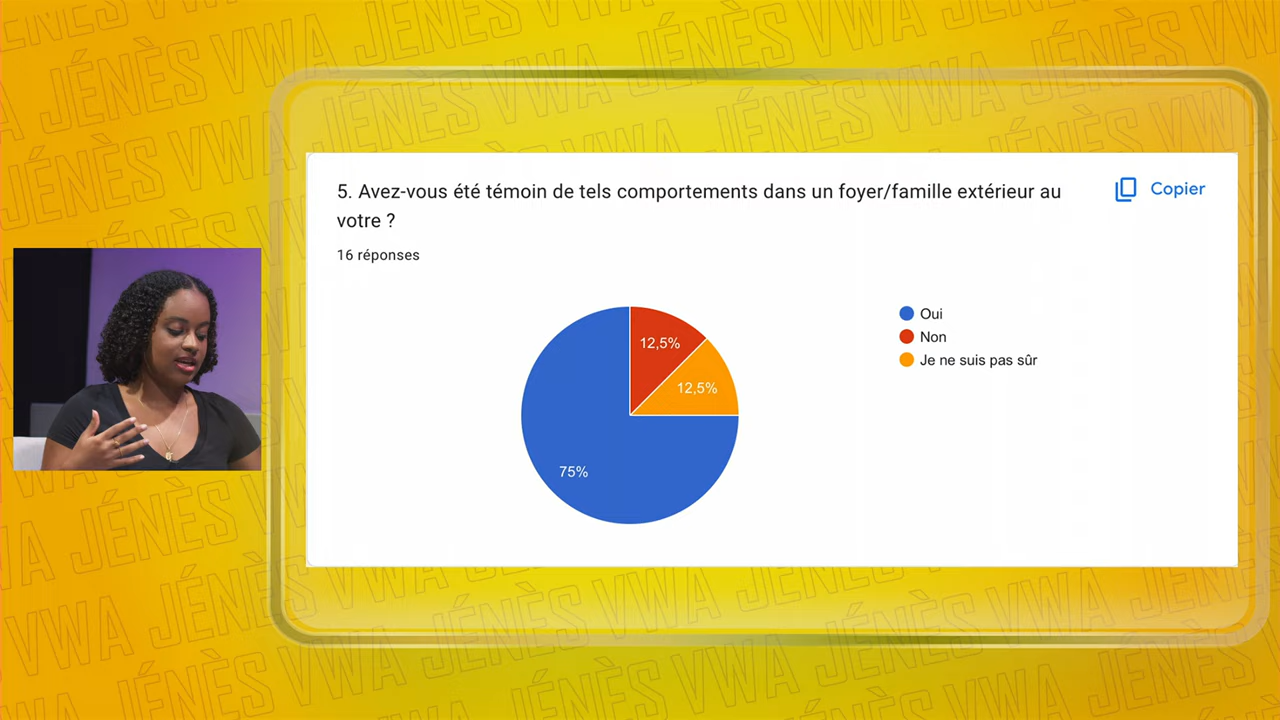 5. Avez-vous été témoin de tels comportements dans un foyer/famille extérieur au
votre ?
Copier
16 réponses
Oui
Non
Je ne suis pas sûr
12,5%
12,5%
75%
JÉNÈS VWA